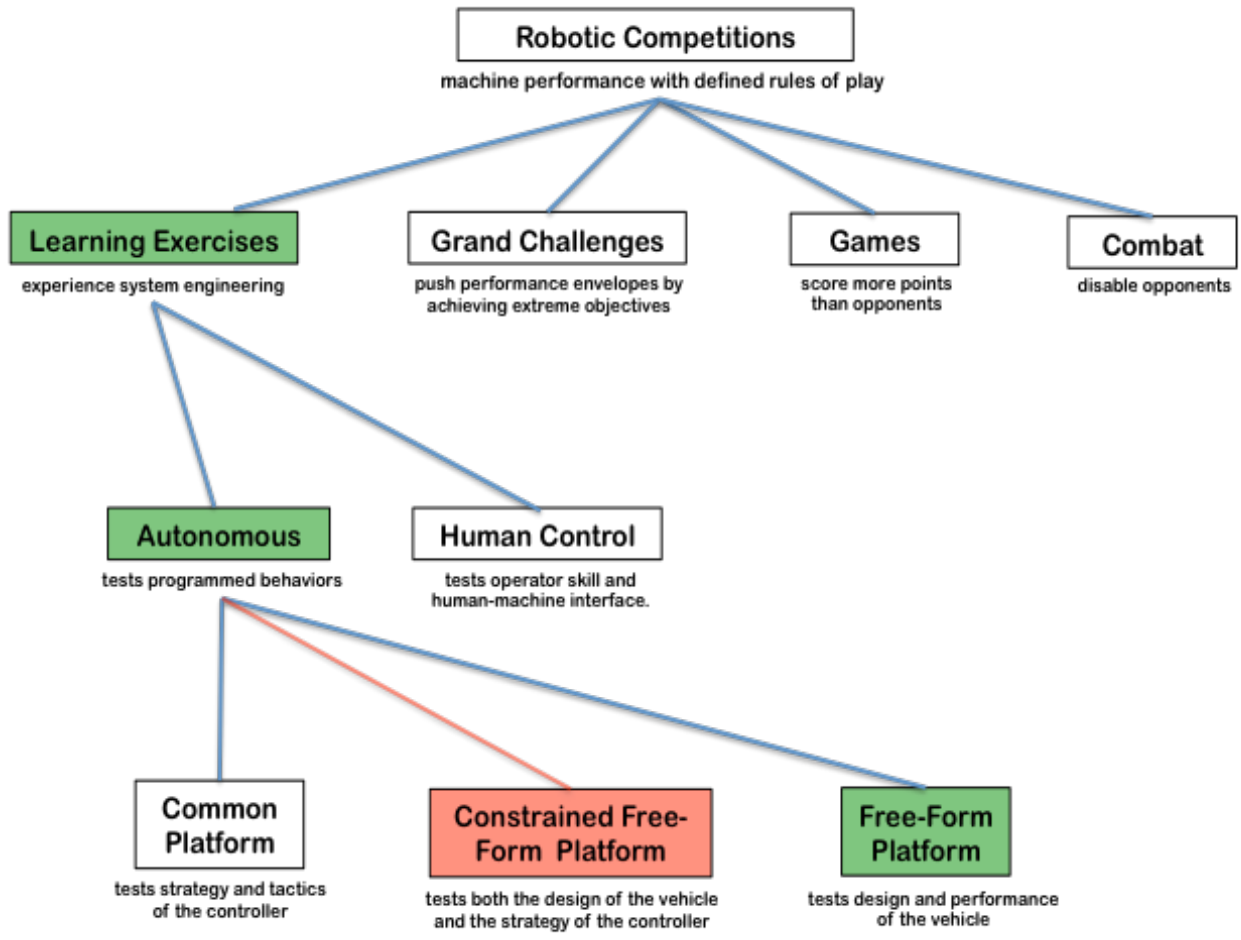 Robotic Competitions
machine performance with defined rules of play
Learning Exercises
experience system engineering
Grand Challenges
push performance envelopes by
achieving extreme objectives
Games
score more points
than opponents
Combat
disable opponents
Autonomous
tests programmed behaviors
Human Control
tests operator skill and
human-machine interface.
Common
Platform
tests strategy and tactics
of the controller
Constrained Free-
Form Platform
tests both the design of the vehicle
and the strategy of the controller
Free-Form
Platform
tests design and performance
of the vehicle